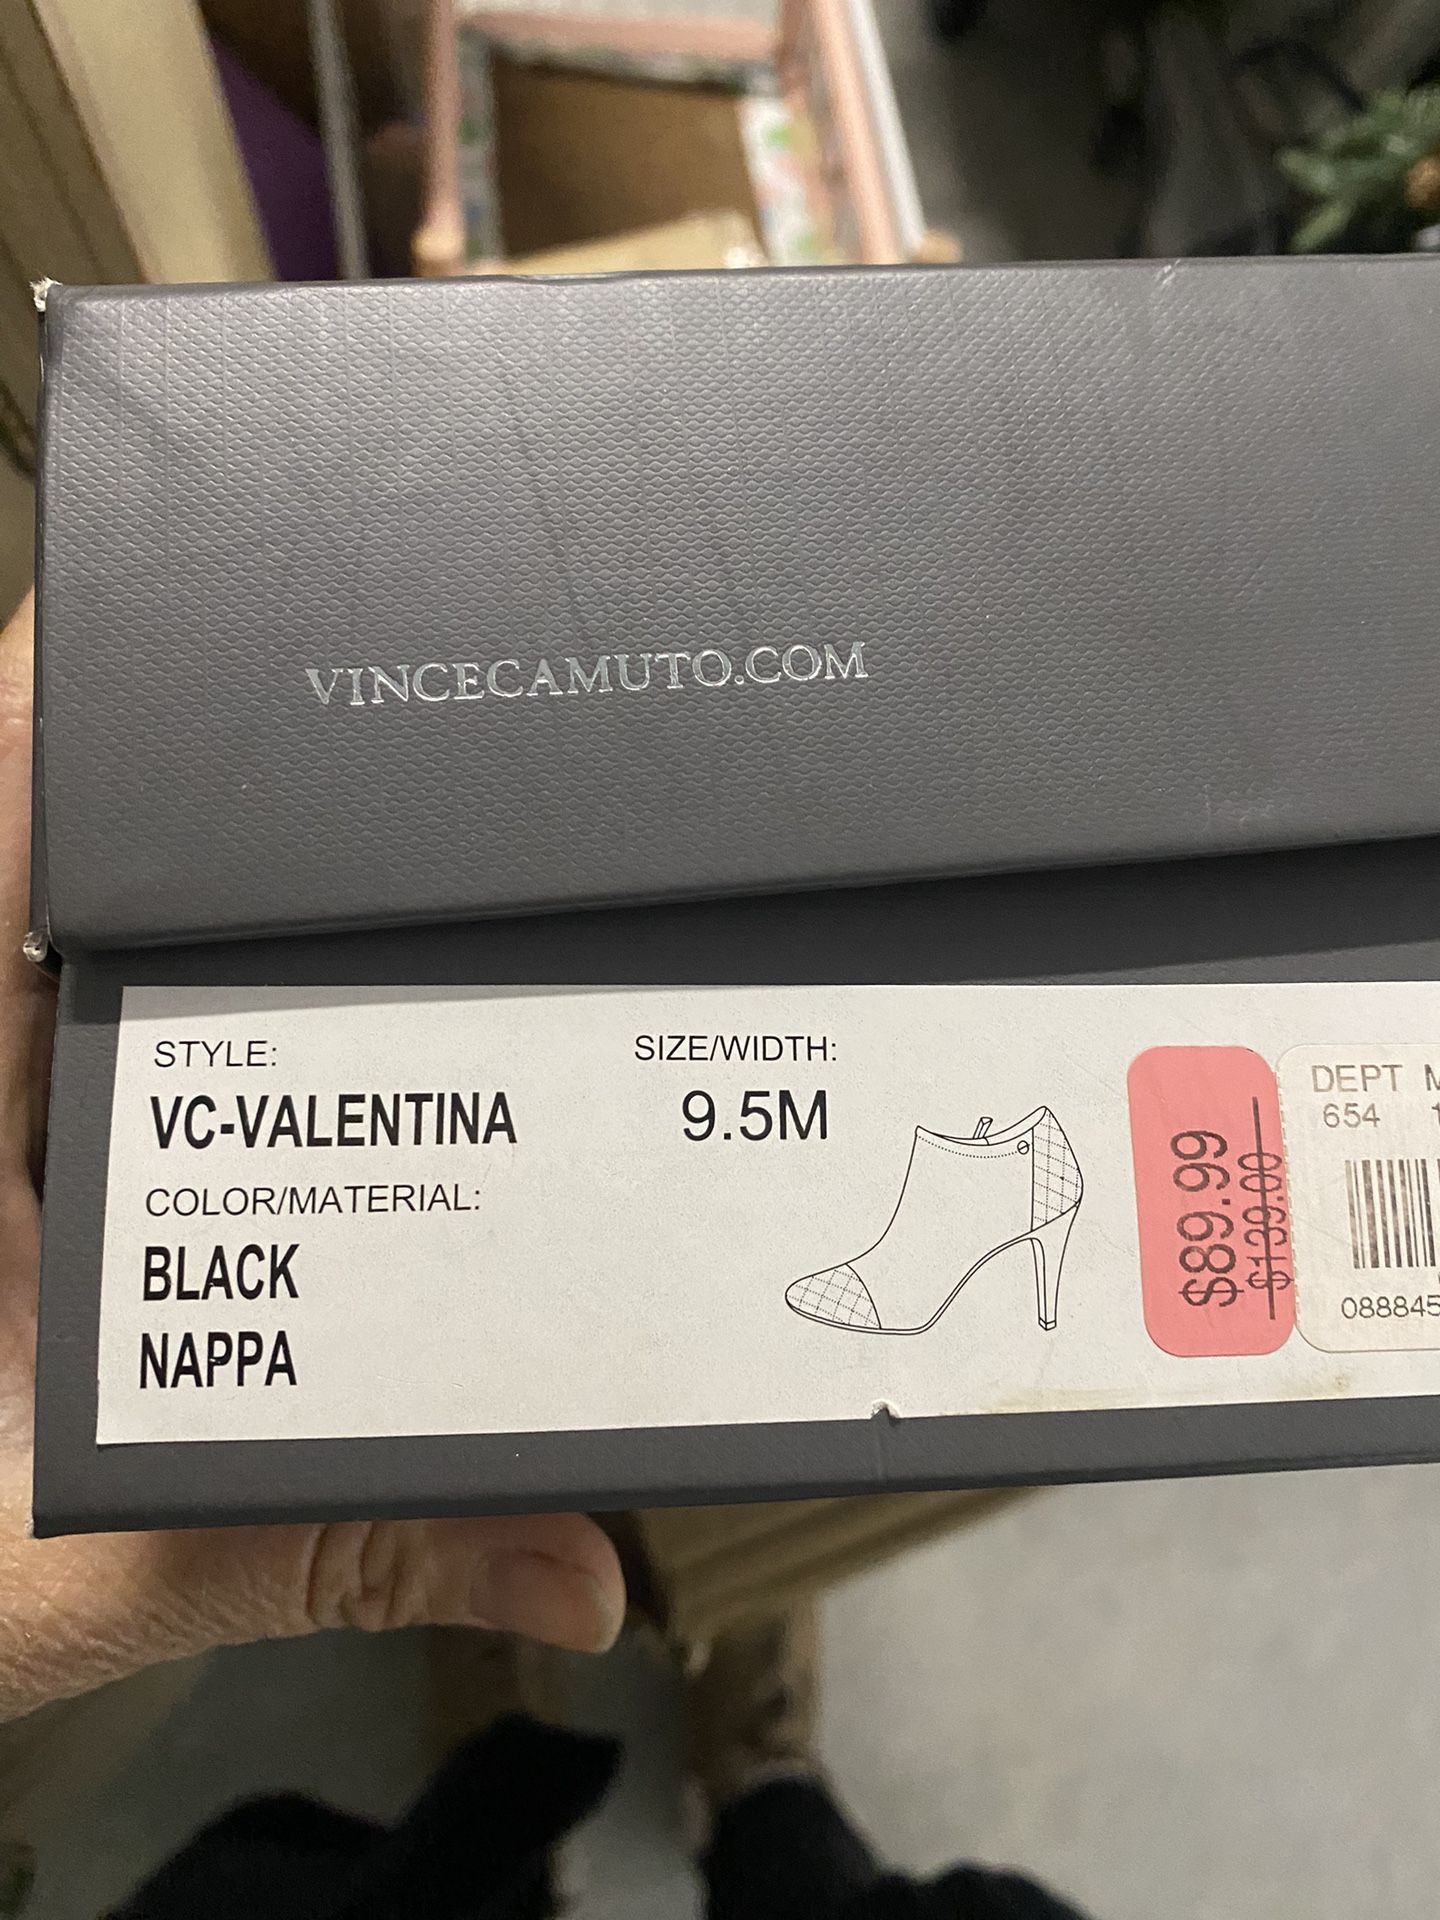 VINCECAMUTO.COM
STYLE:
VC-VALENTINA
SIZE/WIDTH:
9.5M
COLOR/MATERIAL:
BLACK
NAPPA
$89.99
$139.00
DEPT
654
088845